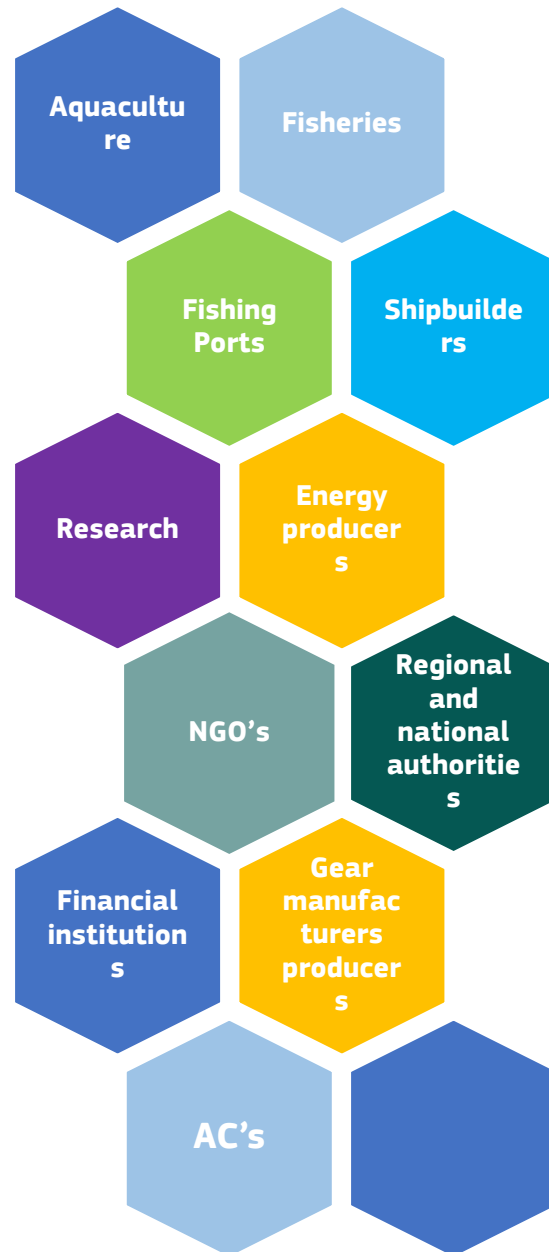 Aquacultu
re
Fisheries
Fishing
Ports
Shipbuilde
rs
Research
Energy
producer
s
NGO’s
Regional
and
national
authoritie
s
Financial
institution
s
Gear
manufac
turers
producer
s
AC’s